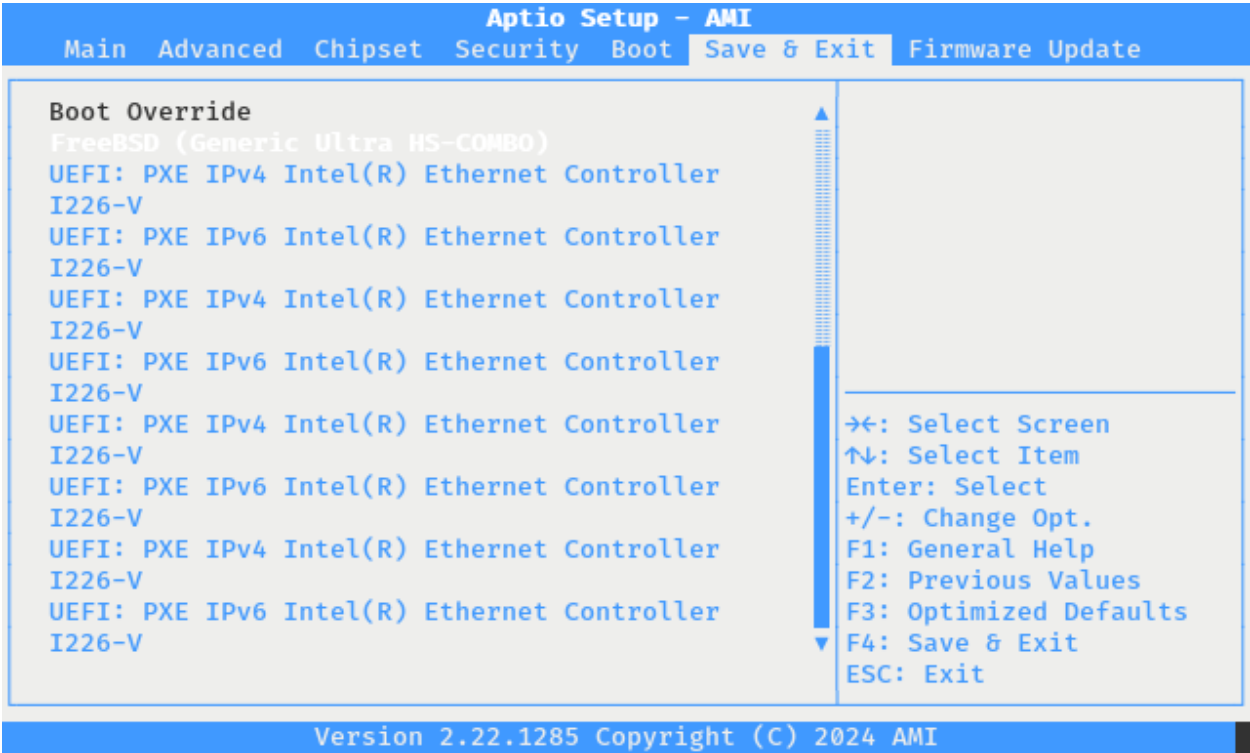 Aptio Setup – AMI
Main Advanced Chipset Security Boot Save & Exit Firmware Update
Boot Override
FreeBSD (Generic Ultra HS-COMBO)
UEFI: PXE IPv4 Intel(R) Ethernet Controller
I226-V
UEFI: PXE IPv6 Intel(R) Ethernet Controller
I226-V
UEFI: PXE IPv4 Intel(R) Ethernet Controller
I226-V
UEFI: PXE IPv6 Intel(R) Ethernet Controller
I226-V
UEFI: PXE IPv4 Intel(R) Ethernet Controller
I226-V
UEFI: PXE IPv6 Intel(R) Ethernet Controller
I226-V
UEFI: PXE IPv4 Intel(R) Ethernet Controller
I226-V
UEFI: PXE IPv6 Intel(R) Ethernet Controller
I226-V
→←: Select Screen
↑↓: Select Item
Enter: Select
+/-: Change Opt.
F1: General Help
F2: Previous Values
F3: Optimized Defaults
F4: Save & Exit
ESC: Exit
Version 2.22.1285 Copyright (C) 2024 AMI